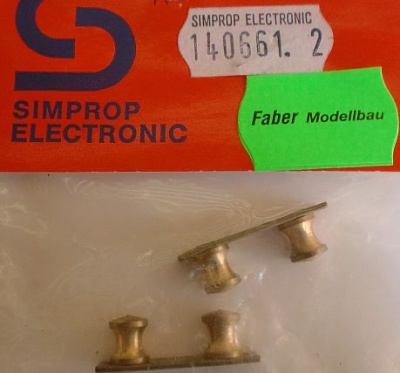 SIMPROP ELECTRONIC
140661. 2
SIMPROP
ELECTRONIC
Faber Modellbau